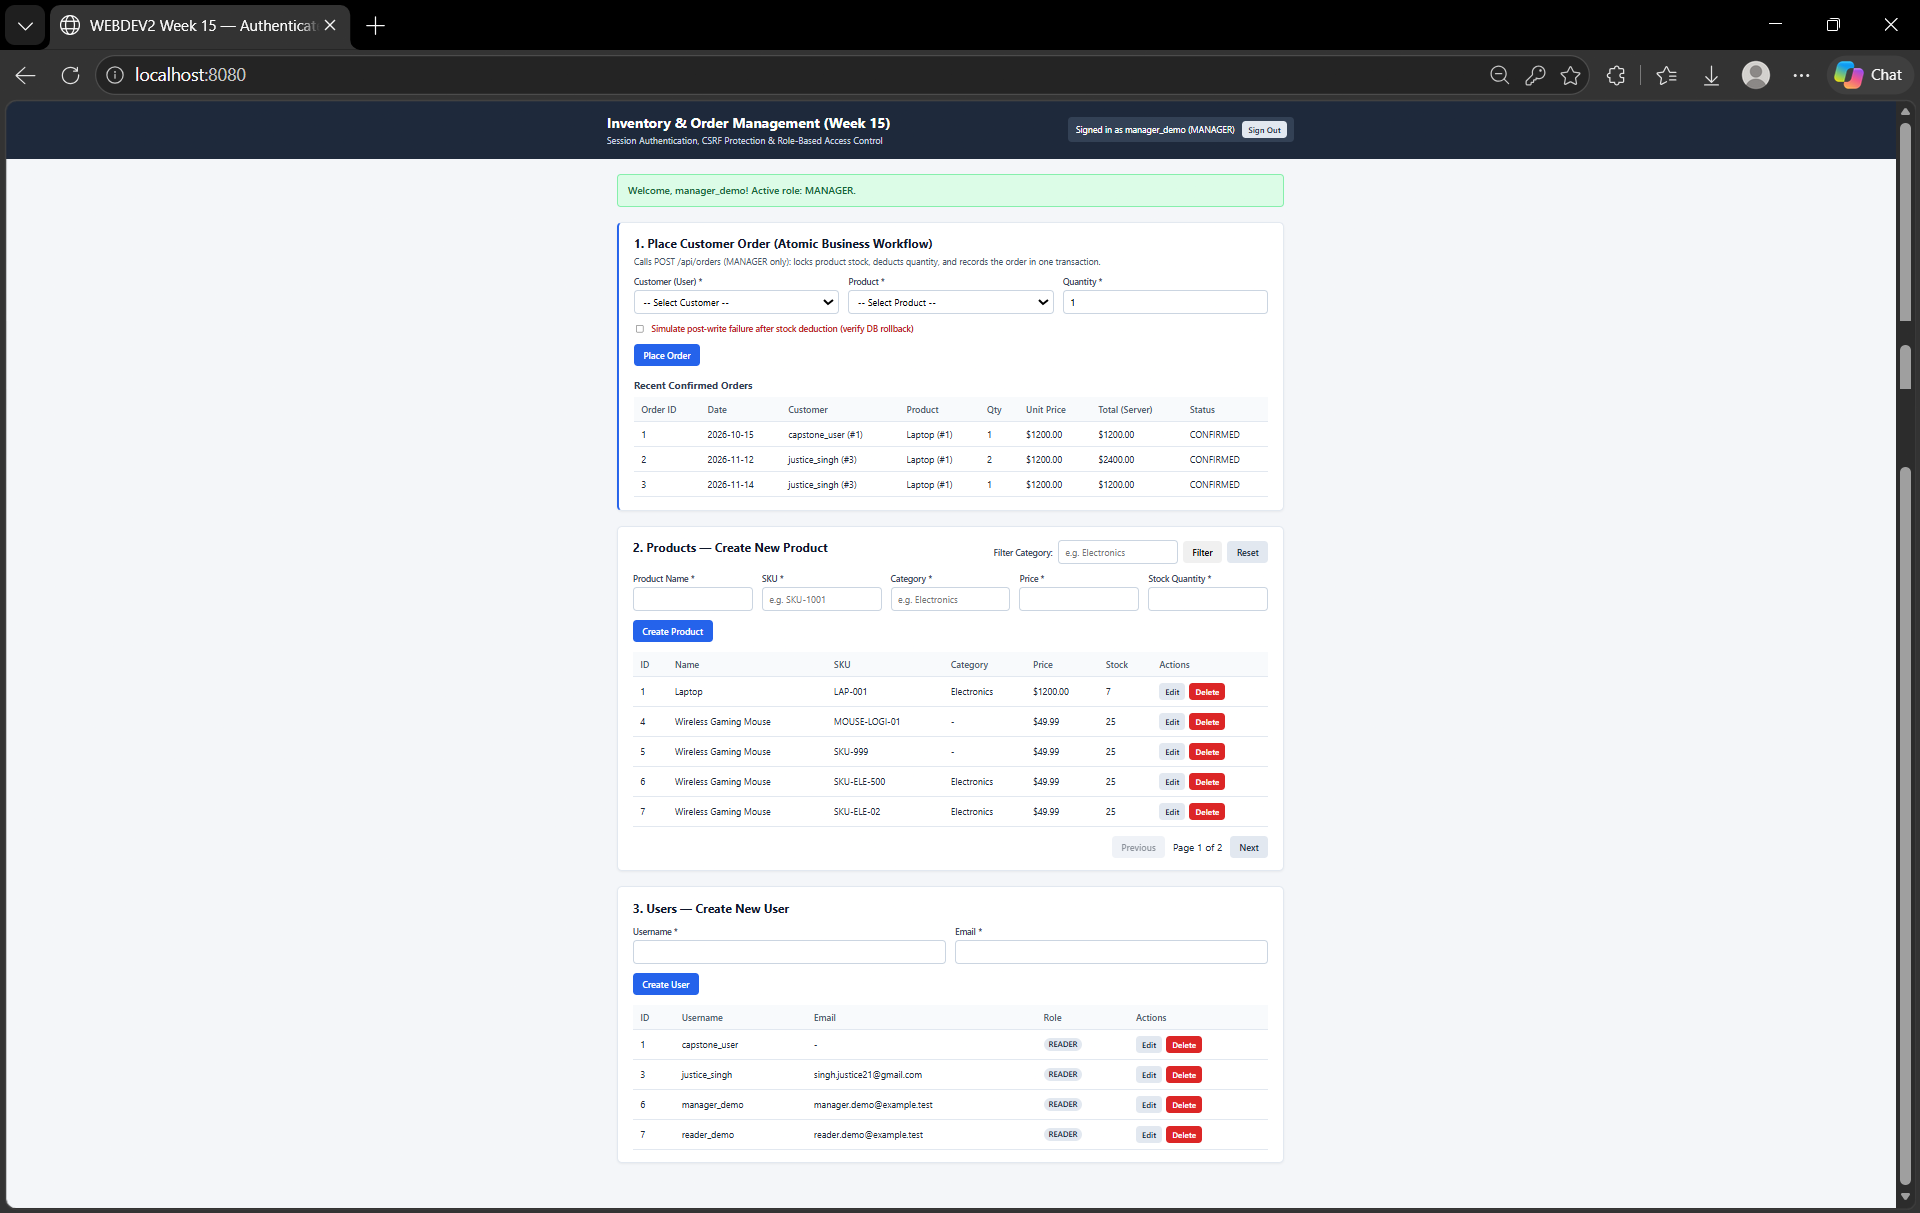 WEBDEV2 Week 15 — Authenticat
localhost:8080
Chat
Inventory & Order Management (Week 15)
Session Authentication, CSRF Protection & Role-Based Access Control
Signed in as manager_demo (MANAGER) Sign Out
Welcome, manager_demo! Active role: MANAGER.
1. Place Customer Order (Atomic Business Workflow)
Calls POST /api/orders (MANAGER only): locks product stock, deducts quantity, and records the order in one transaction.
Customer (User) * Product * Quantity *
-- Select Customer -- -- Select Product -- 1
Simulate post-write failure after stock deduction (verify DB rollback)
Place Order
Recent Confirmed Orders
Order ID Date Customer Product Qty Unit Price Total (Server) Status
1 2026-10-15 capstone_user (#1) Laptop (#1) 1 $1200.00 $1200.00 CONFIRMED
2 2026-11-12 justice_singh (#3) Laptop (#1) 2 $1200.00 $2400.00 CONFIRMED
3 2026-11-14 justice_singh (#3) Laptop (#1) 1 $1200.00 $1200.00 CONFIRMED
2. Products — Create New Product
Filter Category: e.g. Electronics Filter Reset
Product Name * SKU * Category * Price * Stock Quantity *
e.g. SKU-1001 e.g. Electronics
Create Product
ID Name SKU Category Price Stock Actions
1 Laptop LAP-001 Electronics $1200.00 7 Edit Delete
4 Wireless Gaming Mouse MOUSE-LOGI-01 - $49.99 25 Edit Delete
5 Wireless Gaming Mouse SKU-999 - $49.99 25 Edit Delete
6 Wireless Gaming Mouse SKU-ELE-500 Electronics $49.99 25 Edit Delete
7 Wireless Gaming Mouse SKU-ELE-02 Electronics $49.99 25 Edit Delete
Previous Page 1 of 2 Next
3. Users — Create New User
Username * Email *
Create User
ID Username Email Role Actions
1 capstone_user - READER Edit Delete
3 justice_singh singh.justice21@gmail.com READER Edit Delete
6 manager_demo manager.demo@example.test READER Edit Delete
7 reader_demo reader.demo@example.test READER Edit Delete